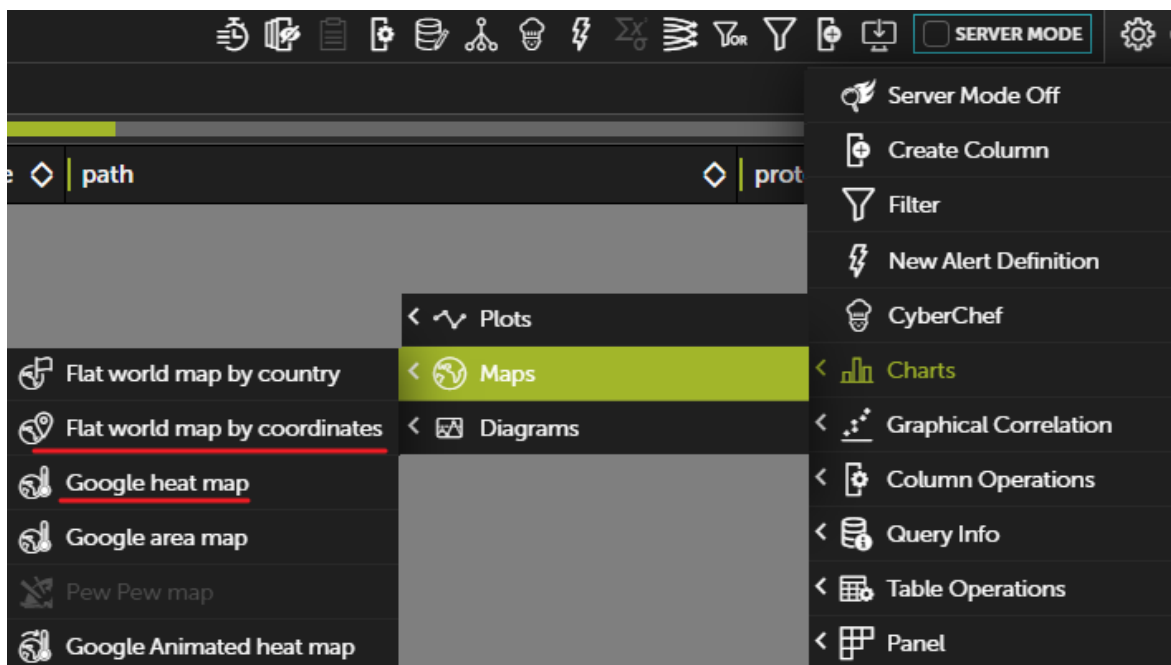 OR
SERVER MODE
path
prot
Server Mode Off
Create Column
Filter
New Alert Definition
CyberChef
Charts
Graphical Correlation
Column Operations
Query Info
Table Operations
Panel
Plots
Maps
Diagrams
Flat world map by country
Flat world map by coordinates
Google heat map
Google area map
Pew Pew map
Google Animated heat map